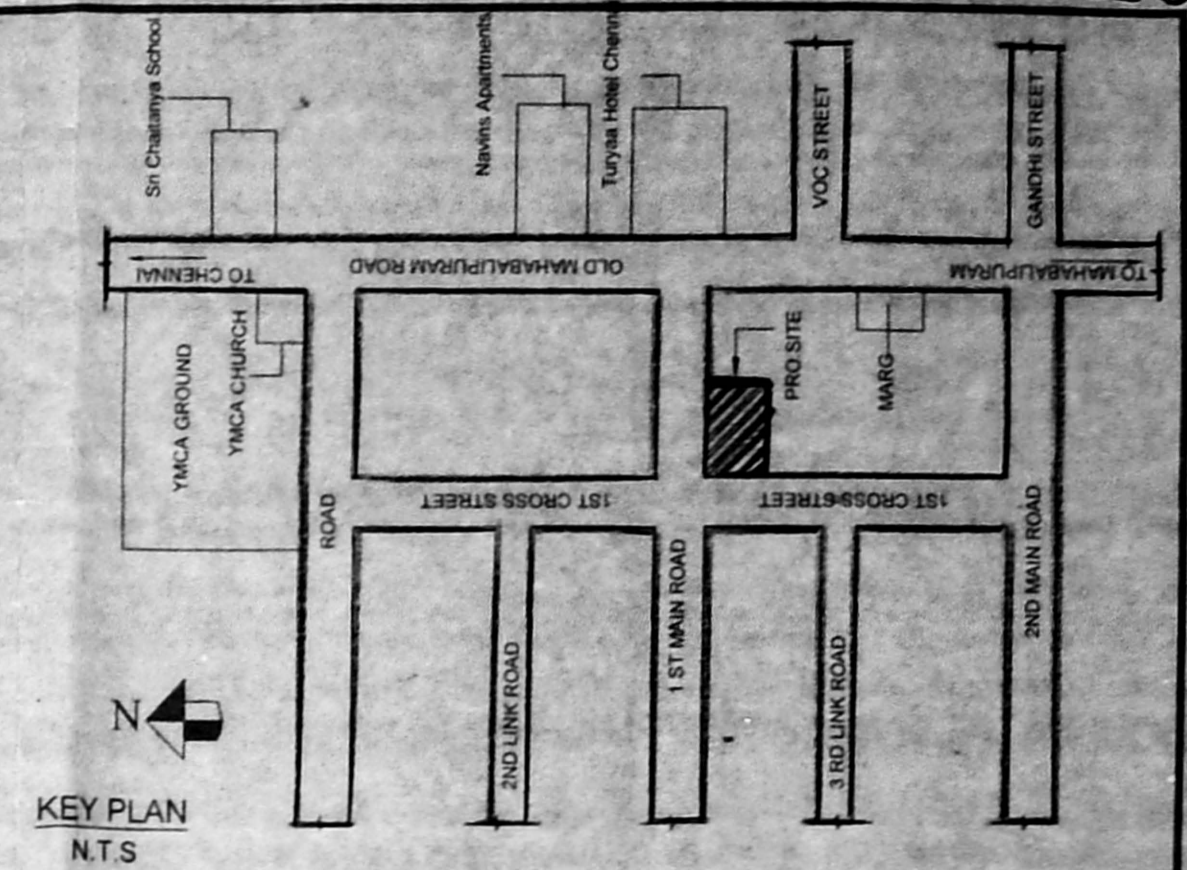 Sri Chaitanya School
Navins Apartments
Turyaa Hotel Chenn
VOC STREET
GANDHI STREET
TO CHENNAI
OLD MAHABALIPURAM ROAD
TO MAHABALIPURAM
YMCA GROUND
YMCA CHURCH
PRO SITE
MARG
ROAD
1ST CROSS STREET
1ST CROSS STREET
2ND LINK ROAD
1 ST MAIN ROAD
3 RD LINK ROAD
2ND MAIN ROAD
N
KEY PLAN
N.T.S